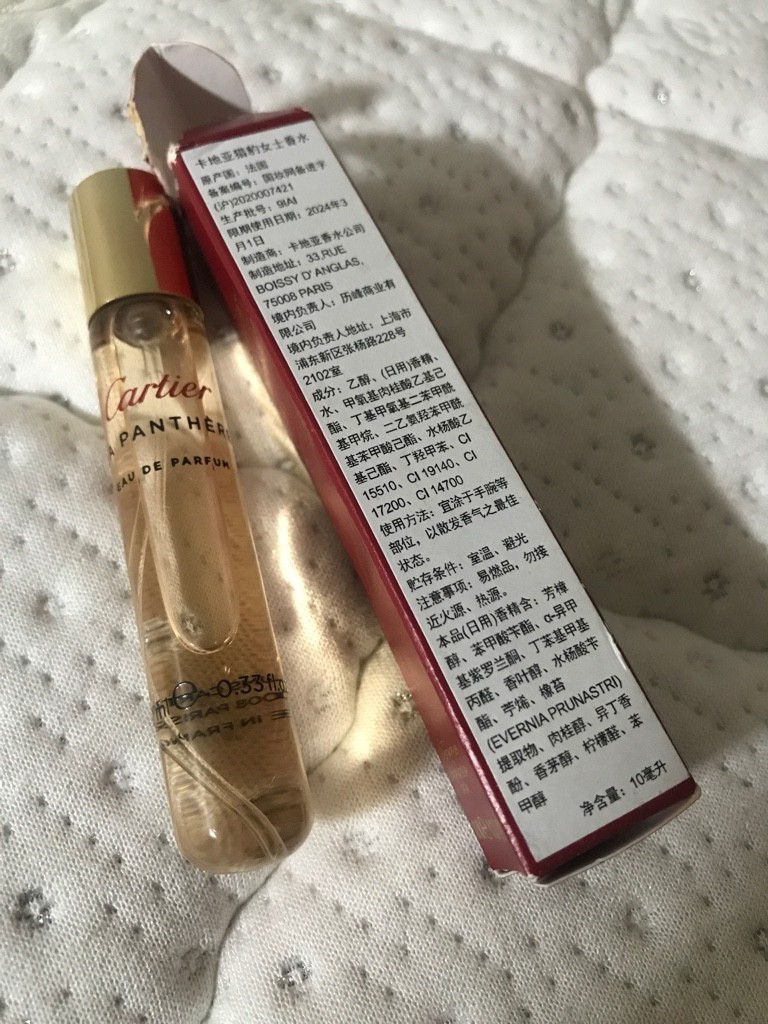 Cartier
LA PANTHÈRE
EAU DE PARFUM
0.33 fl.
卡地亚猎豹女士香水
原产国：法国
备案编号：国妆网备进字
(沪)2020007421
生产批号：9IAI
限期使用日期：2024年3
月1日
制造商：卡地亚香水公司
制造地址：33,RUE
BOISSY D' ANGLAS,
75008 PARIS
境内负责人：历峰商业有
限公司
境内负责人地址：上海市
浦东新区张杨路228号
2102室
成分：乙醇、(日用)香精、
水、甲氧基肉桂酸乙基己
酯、丁基甲氧基二苯甲酰
基甲烷、二乙氨羟苯甲酰
基苯甲酸己酯、水杨酸乙
基己酯、丁羟甲苯、CI
15510、CI 19140、CI
17200、CI 14700
使用方法：宜涂于手腕等
部位，以散发香气之最佳
状态。
贮存条件：室温、避光
注意事项：易燃品，勿接
近火源、热源。
本品(日用)香精含：芳樟
醇、苯甲酸苄酯、α-异甲
基紫罗兰酮、丁苯基甲基
丙醛、香叶醇、水杨酸苄
酯、苧烯、橡苔
(EVERNIA PRUNASTRI)
提取物、肉桂醇、异丁香
酚、香茅醇、柠檬醛、苯
甲醇 净含量：10毫升